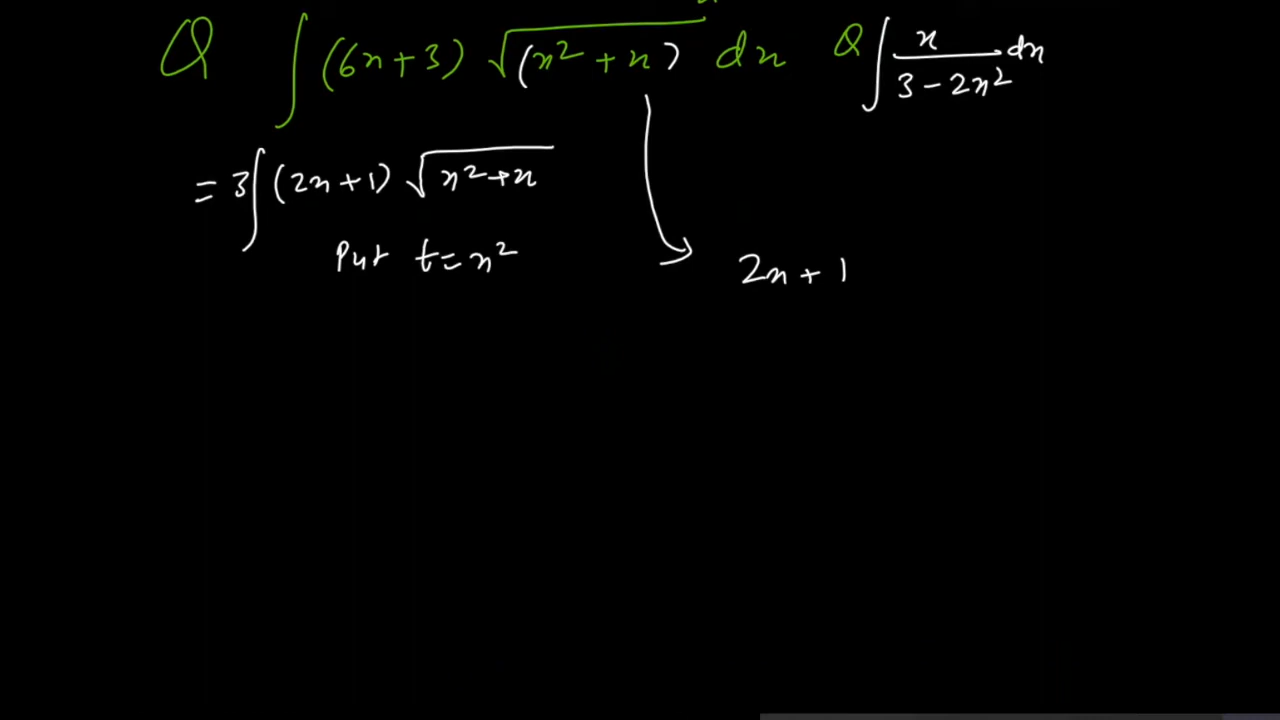 Q ∫ (6x+3) √(x²+x) dx Q ∫ x/(3-2x²) dx
= 3∫ (2x+1) √x²+x
Put t=x² 2x+1